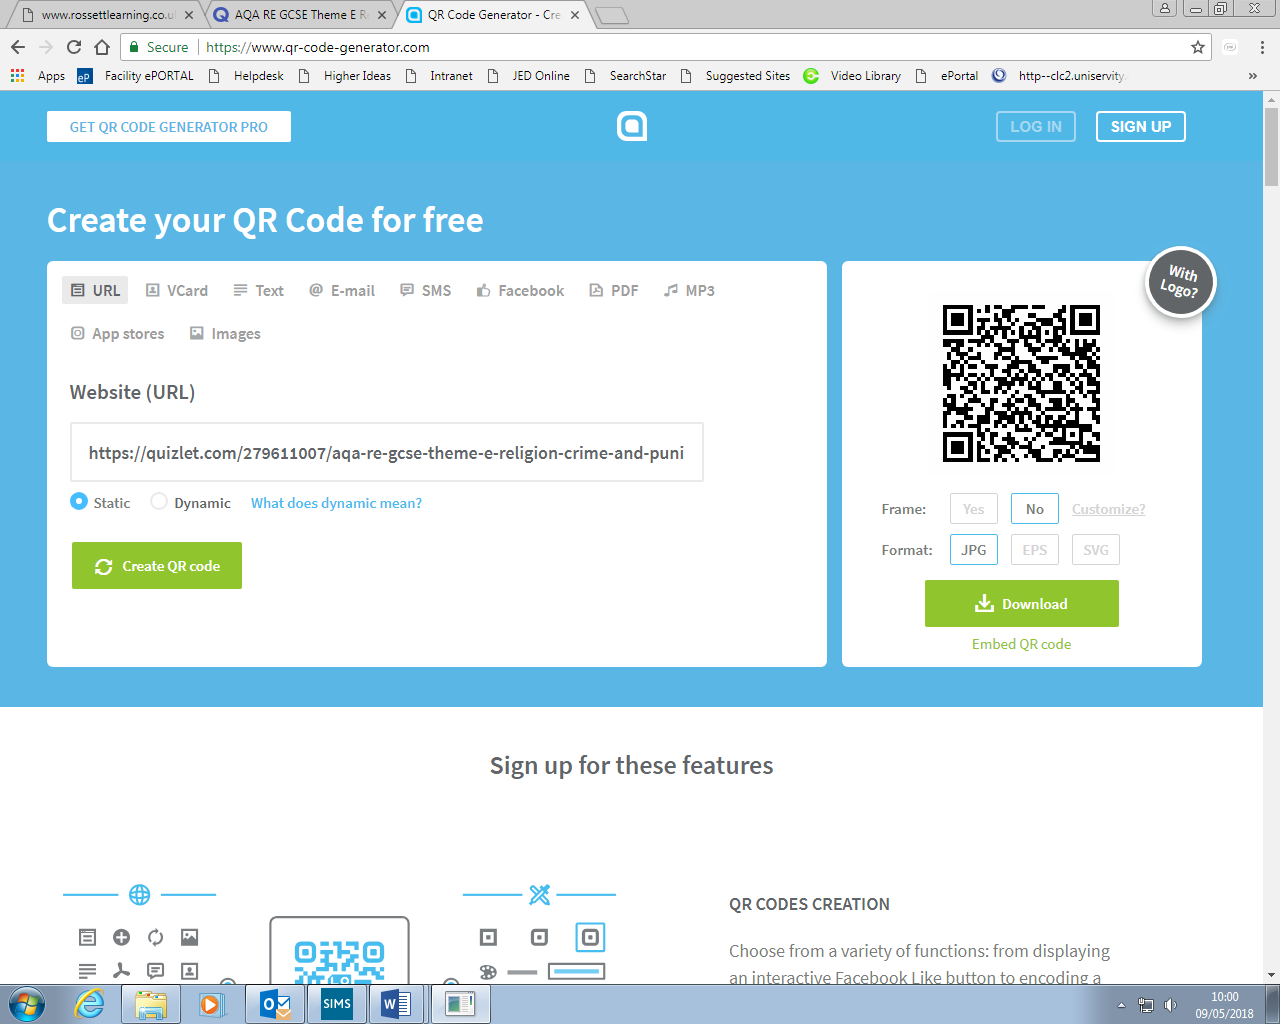 www.rossettlearning.co.u
AQA RE GCSE Theme E R
QR Code Generator - Cre
Secure https://www.qr-code-generator.com
Apps eP Facility ePORTAL Helpdesk Higher Ideas Intranet JED Online SearchStar Suggested Sites Video Library ePortal http--clc2.uniservity. »
GET QR CODE GENERATOR PRO LOG IN SIGN UP
Create your QR Code for free
URL VCard Text E-mail SMS Facebook PDF MP3
App stores Images
Website (URL)
https://quizlet.com/279611007/aqa-re-gcse-theme-e-religion-crime-and-puni
Static Dynamic What does dynamic mean?
Create QR code
With
Logo?
Frame: Yes No Customize?
Format: JPG EPS SVG
Download
Embed QR code
Sign up for these features
QR CODES CREATION
Choose from a variety of functions: from displaying
an interactive Facebook Like button to encoding a
SIMS
10:00
09/05/2018